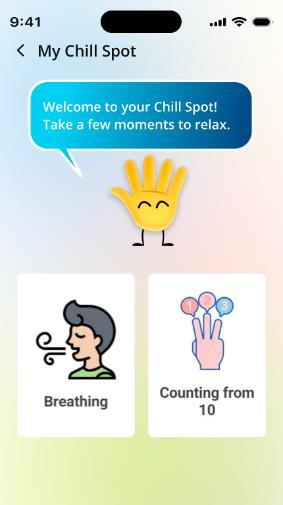 9:41
My Chill Spot
Welcome to your Chill Spot!
Take a few moments to relax.
1 2 3
Breathing
Counting from
10